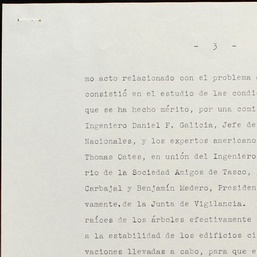 - 3 -
mo acto relacionado con el problema
consistió en el estudio de las condi
que se ha hecho mérito, por una comi
Ingeniero Daniel F. Galicia, Jefe de
Nacionales, y los expertos americano
Thomas Cates, en unión del Ingeniero
rio de la Sociedad Amigos de Tasco,
Carbajal y Benjamín Nedero, Presiden
vamente.de la Junta de Vigilancia.
raíces de los árboles efectivamente
a la estabilidad de los edificios ci
vaciones llevadas a cabo, para que e